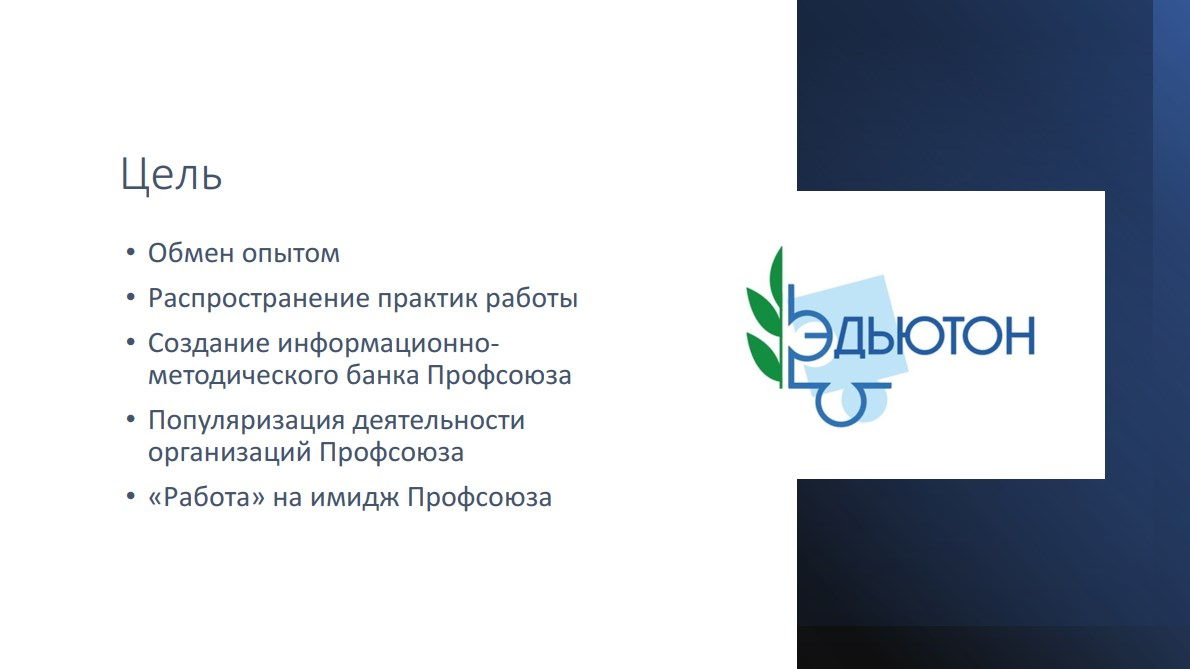 Цель
• Обмен опытом
• Распространение практик работы
• Создание информационно-
методического банка Профсоюза
• Популяризация деятельности
организаций Профсоюза
• «Работа» на имидж Профсоюза
ЭДЬЮТОН